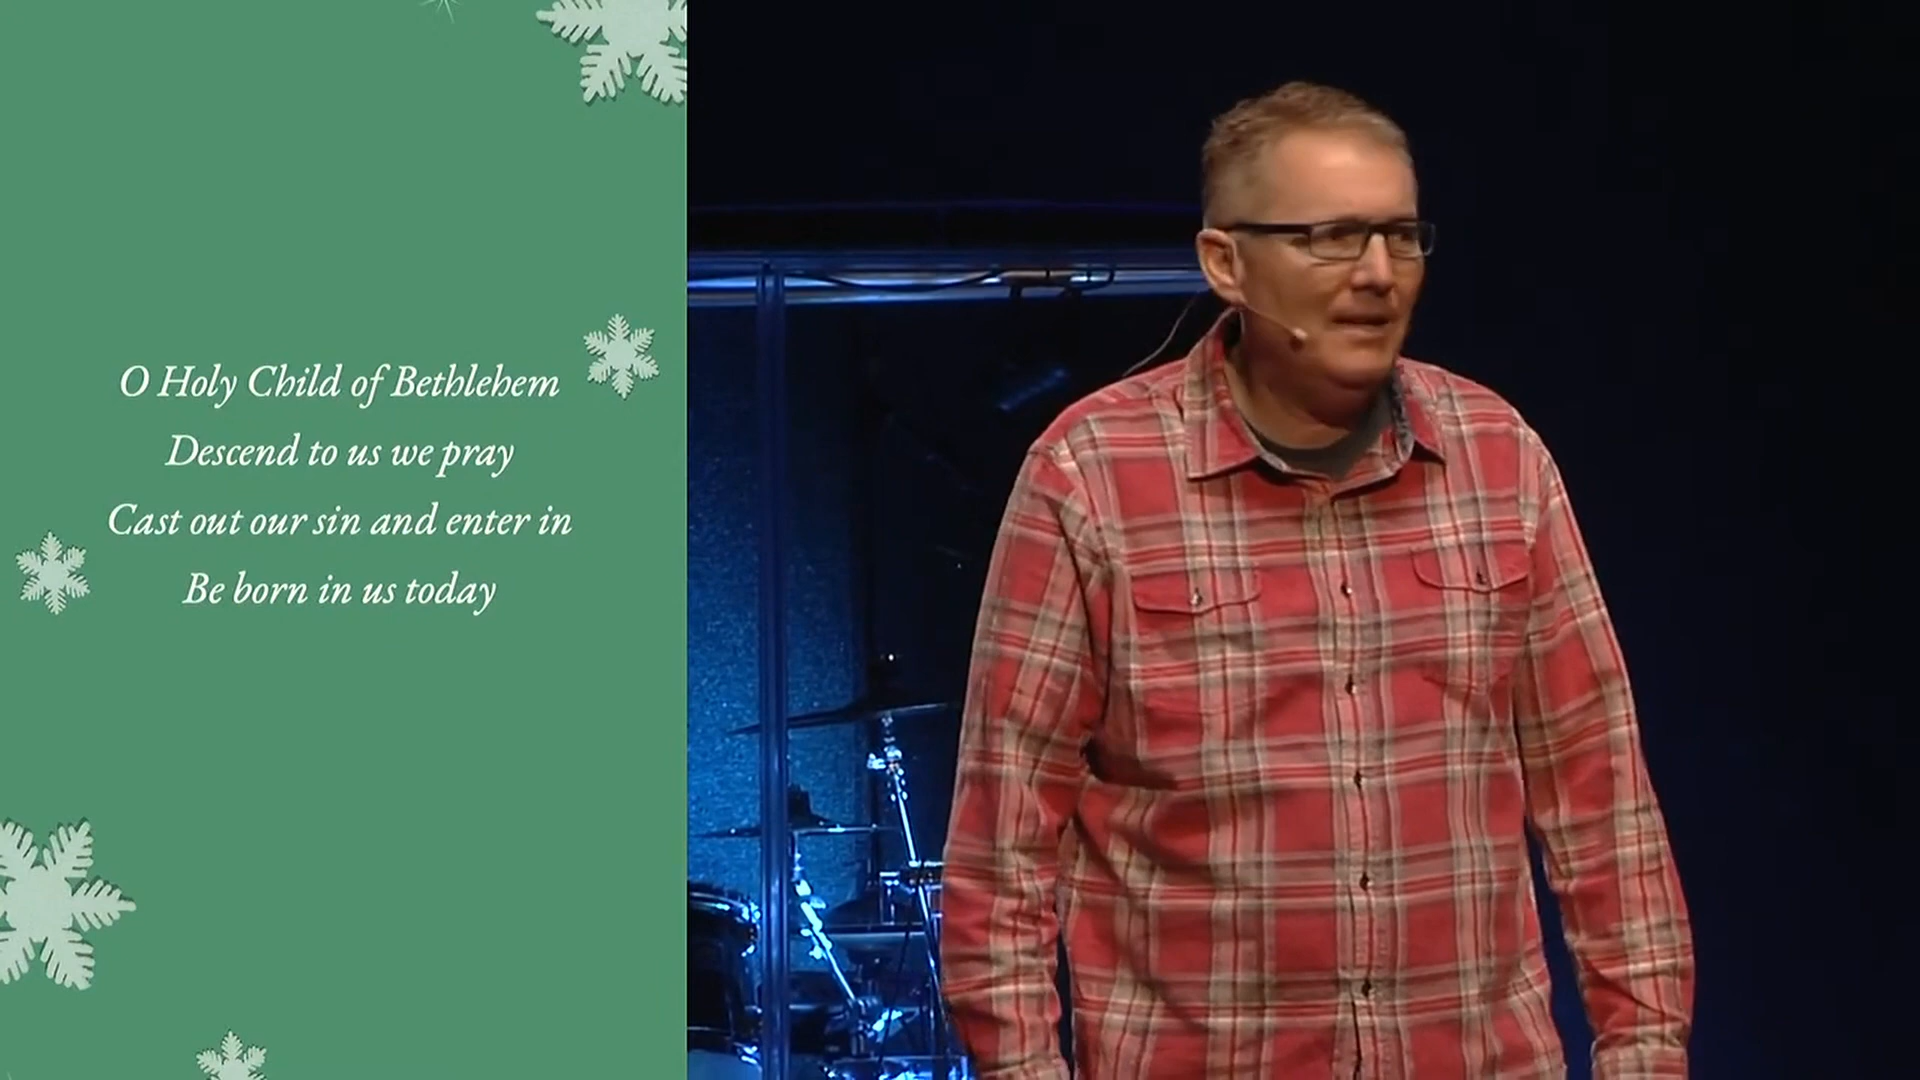 O Holy Child of Bethlehem
Descend to us we pray
Cast out our sin and enter in
Be born in us today